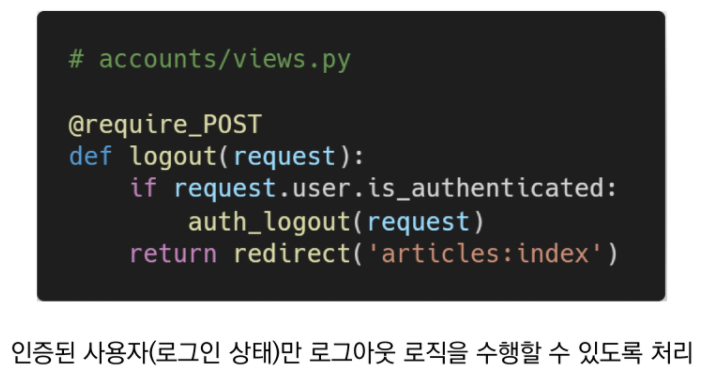 # accounts/views.py
@require_POST
def logout(request):
    if request.user.is_authenticated:
        auth_logout(request)
    return redirect('articles:index')
인증된 사용자(로그인 상태)만 로그아웃 로직을 수행할 수 있도록 처리